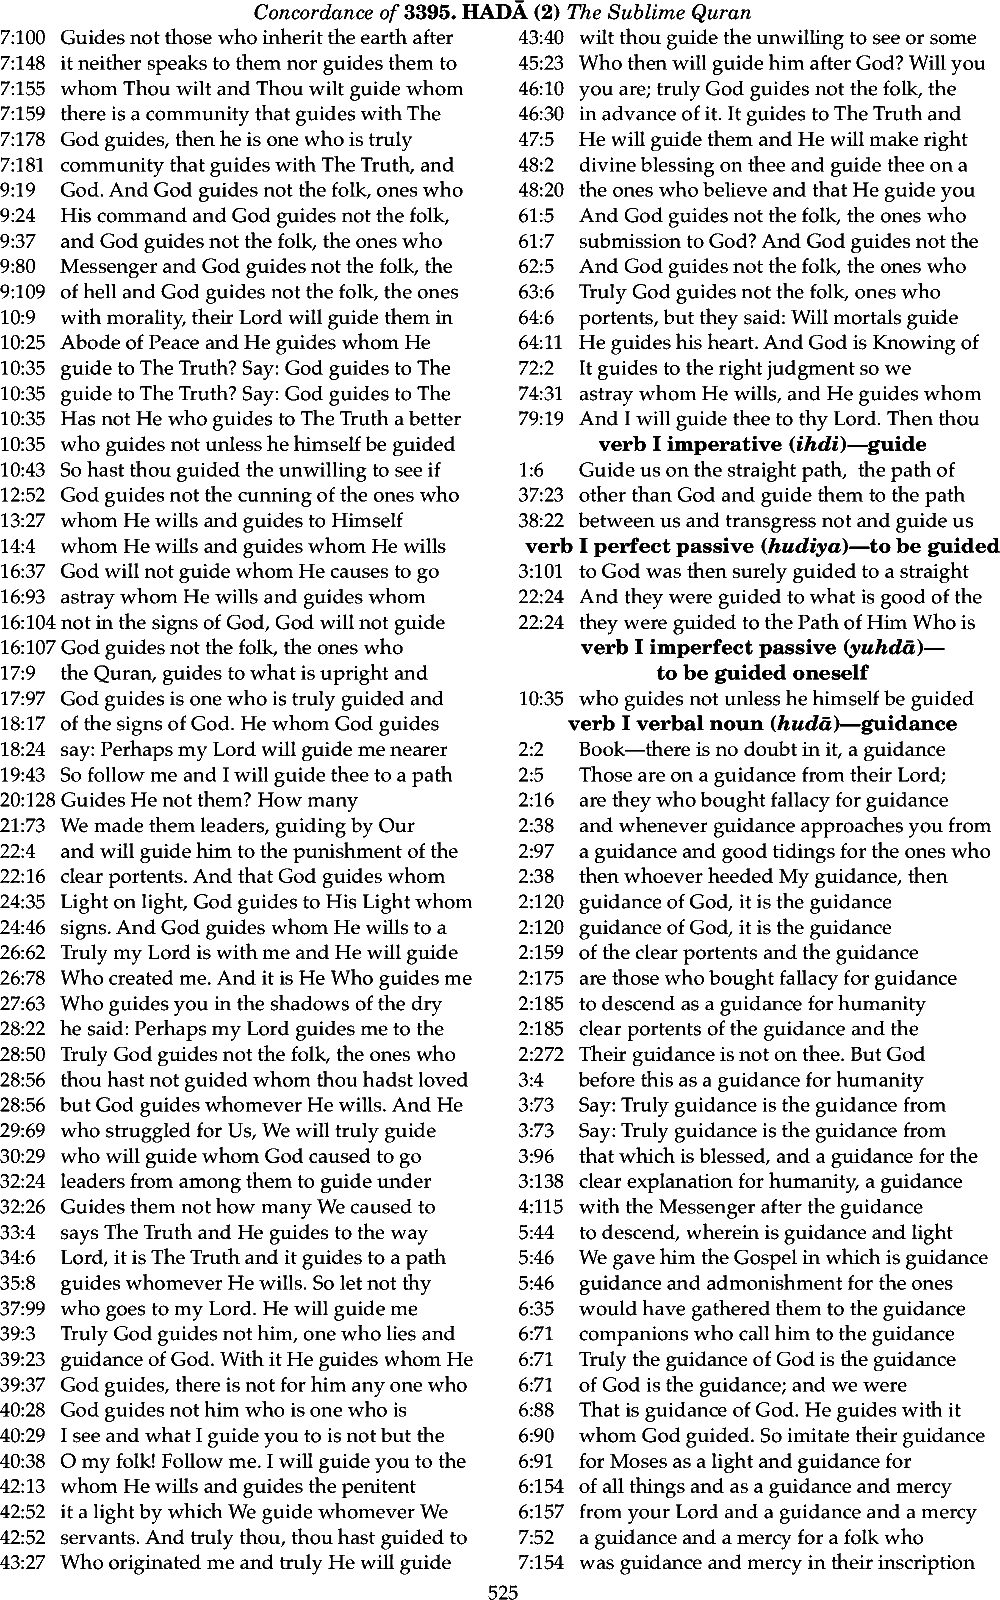 Concordance of 3395. HADĀ (2) The Sublime Quran
7:100 Guides not those who inherit the earth after
7:148 it neither speaks to them nor guides them to
7:155 whom Thou wilt and Thou wilt guide whom
7:159 there is a community that guides with The
7:178 God guides, then he is one who is truly
7:181 community that guides with The Truth, and
9:19 God. And God guides not the folk, ones who
9:24 His command and God guides not the folk,
9:37 and God guides not the folk, the ones who
9:80 Messenger and God guides not the folk, the
9:109 of hell and God guides not the folk, the ones
10:9 with morality, their Lord will guide them in
10:25 Abode of Peace and He guides whom He
10:35 guide to The Truth? Say: God guides to The
10:35 guide to The Truth? Say: God guides to The
10:35 Has not He who guides to The Truth a better
10:35 who guides not unless he himself be guided
10:43 So hast thou guided the unwilling to see if
12:52 God guides not the cunning of the ones who
13:27 whom He wills and guides to Himself
14:4 whom He wills and guides whom He wills
16:37 God will not guide whom He causes to go
16:93 astray whom He wills and guides whom
16:104 not in the signs of God, God will not guide
16:107 God guides not the folk, the ones who
17:9 the Quran, guides to what is upright and
17:97 God guides is one who is truly guided and
18:17 of the signs of God. He whom God guides
18:24 say: Perhaps my Lord will guide me nearer
19:43 So follow me and I will guide thee to a path
20:128 Guides He not them? How many
21:73 We made them leaders, guiding by Our
22:4 and will guide him to the punishment of the
22:16 clear portents. And that God guides whom
24:35 Light on light, God guides to His Light whom
24:46 signs. And God guides whom He wills to a
26:62 Truly my Lord is with me and He will guide
26:78 Who created me. And it is He Who guides me
27:63 Who guides you in the shadows of the dry
28:22 he said: Perhaps my Lord guides me to the
28:50 Truly God guides not the folk, the ones who
28:56 thou hast not guided whom thou hadst loved
28:56 but God guides whomever He wills. And He
29:69 who struggled for Us, We will truly guide
30:29 who will guide whom God caused to go
32:24 leaders from among them to guide under
32:26 Guides them not how many We caused to
33:4 says The Truth and He guides to the way
34:6 Lord, it is The Truth and it guides to a path
35:8 guides whomever He wills. So let not thy
37:99 who goes to my Lord. He will guide me
39:3 Truly God guides not him, one who lies and
39:23 guidance of God. With it He guides whom He
39:37 God guides, there is not for him any one who
40:28 God guides not him who is one who is
40:29 I see and what I guide you to is not but the
40:38 O my folk! Follow me. I will guide you to the
42:13 whom He wills and guides the penitent
42:52 it a light by which We guide whomever We
42:52 servants. And truly thou, thou hast guided to
43:27 Who originated me and truly He will guide
43:40 wilt thou guide the unwilling to see or some
45:23 Who then will guide him after God? Will you
46:10 you are; truly God guides not the folk, the
46:30 in advance of it. It guides to The Truth and
47:5 He will guide them and He will make right
48:2 divine blessing on thee and guide thee on a
48:20 the ones who believe and that He guide you
61:5 And God guides not the folk, the ones who
61:7 submission to God? And God guides not the
62:5 And God guides not the folk, the ones who
63:6 Truly God guides not the folk, ones who
64:6 portents, but they said: Will mortals guide
64:11 He guides his heart. And God is Knowing of
72:2 It guides to the right judgment so we
74:31 astray whom He wills, and He guides whom
79:19 And I will guide thee to thy Lord. Then thou
verb I imperative (ihdi)—guide
1:6 Guide us on the straight path, the path of
37:23 other than God and guide them to the path
38:22 between us and transgress not and guide us
verb I perfect passive (hudiya)—to be guided
3:101 to God was then surely guided to a straight
22:24 And they were guided to what is good of the
22:24 they were guided to the Path of Him Who is
verb I imperfect passive (yuhdā)—
to be guided oneself
10:35 who guides not unless he himself be guided
verb I verbal noun (hudā)—guidance
2:2 Book—there is no doubt in it, a guidance
2:5 Those are on a guidance from their Lord;
2:16 are they who bought fallacy for guidance
2:38 and whenever guidance approaches you from
2:97 a guidance and good tidings for the ones who
2:38 then whoever heeded My guidance, then
2:120 guidance of God, it is the guidance
2:120 guidance of God, it is the guidance
2:159 of the clear portents and the guidance
2:175 are those who bought fallacy for guidance
2:185 to descend as a guidance for humanity
2:185 clear portents of the guidance and the
2:272 Their guidance is not on thee. But God
3:4 before this as a guidance for humanity
3:73 Say: Truly guidance is the guidance from
3:73 Say: Truly guidance is the guidance from
3:96 that which is blessed, and a guidance for the
3:138 clear explanation for humanity, a guidance
4:115 with the Messenger after the guidance
5:44 to descend, wherein is guidance and light
5:46 We gave him the Gospel in which is guidance
5:46 guidance and admonishment for the ones
6:35 would have gathered them to the guidance
6:71 companions who call him to the guidance
6:71 Truly the guidance of God is the guidance
6:71 of God is the guidance; and we were
6:88 That is guidance of God. He guides with it
6:90 whom God guided. So imitate their guidance
6:91 for Moses as a light and guidance for
6:154 of all things and as a guidance and mercy
6:157 from your Lord and a guidance and a mercy
7:52 a guidance and a mercy for a folk who
7:154 was guidance and mercy in their inscription
525